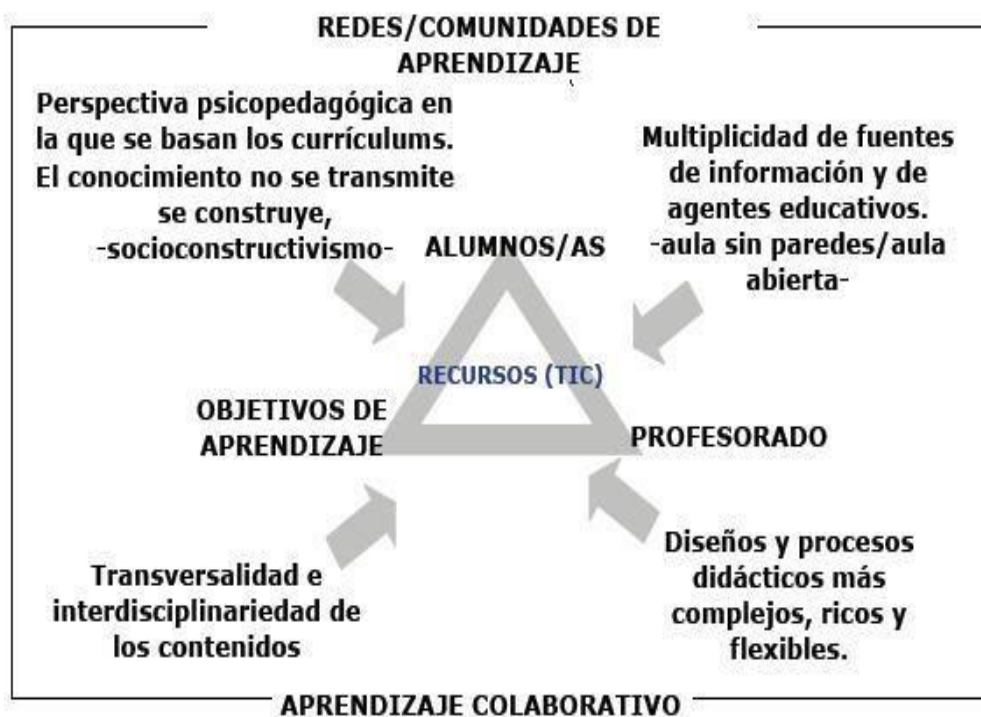 REDES/COMUNIDADES DE
APRENDIZAJE
Perspectiva psicopedagógica en
la que se basan los currículums.
El conocimiento no se transmite
se construye,
-socioconstructivismo-
Multiplicidad de fuentes
de información y de
agentes educativos.
-aula sin paredes/aula
abierta-
ALUMNOS/AS
RECURSOS (TIC)
OBJETIVOS DE
APRENDIZAJE
PROFESORADO
Transversalidad e
interdisciplinariedad de
los contenidos
Diseños y procesos
didácticos más
complejos, ricos y
flexibles.
APRENDIZAJE COLABORATIVO